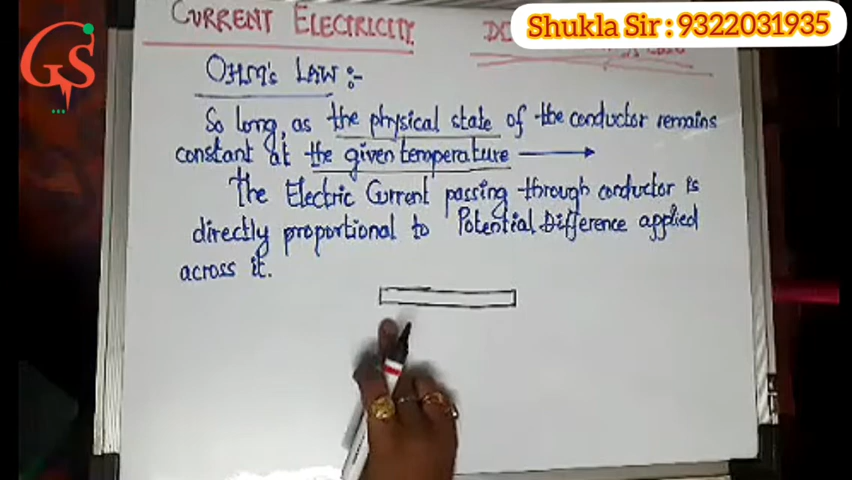 CURRENT ELECTRICITY
Shukla Sir : 9322031935
GS
OHM's LAW :-
So long, as the physical state of the conductor remains
constant at the given temperature →
The Electric Current passing through conductor is
directly proportional to Potential Difference applied
across it.